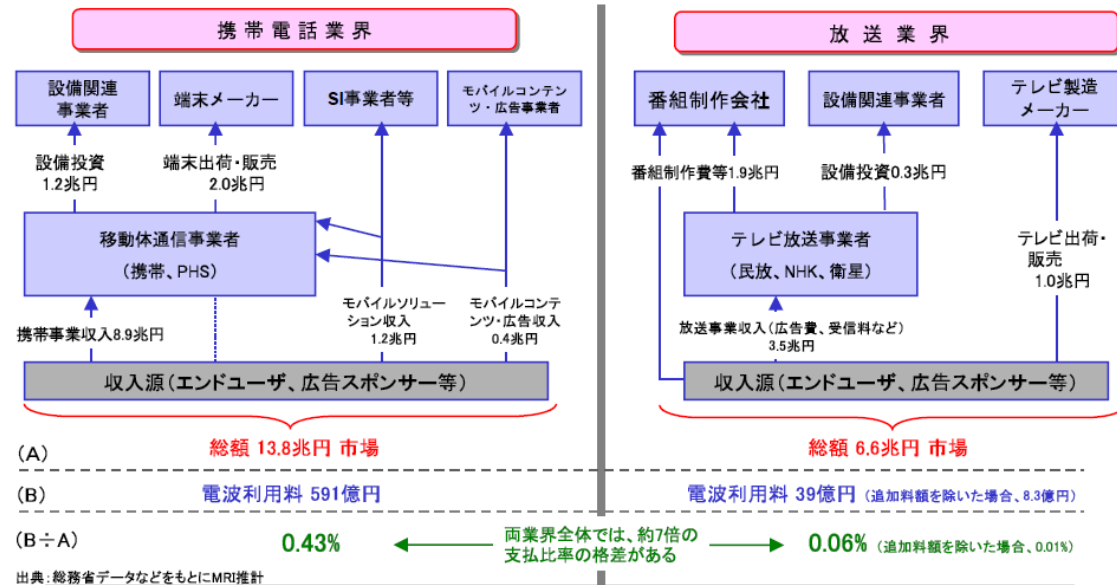 携帯電話業界
放送業界
設備関連
事業者
端末メーカー
SI事業者等
モバイルコンテン
ツ・広告事業者
番組制作会社
設備関連事業者
テレビ製造
メーカー
設備投資
1.2兆円
端末出荷・販売
2.0兆円
番組制作費等1.9兆円
設備投資0.3兆円
移動体通信事業者
(携帯、PHS)
テレビ放送事業者
(民放、NHK、衛星)
テレビ出荷・
販売
1.0兆円
携帯事業収入8.9兆円
モバイルソリュー
ション収入
1.2兆円
モバイルコンテ
ンツ・広告収入
0.4兆円
放送事業収入(広告費、受信料など)
3.5兆円
収入源(エンドユーザ、広告スポンサー等)
収入源(エンドユーザ、広告スポンサー等)
(A)
総額 13.8兆円 市場
総額 6.6兆円 市場
(B)
電波利用料 591億円
電波利用料 39億円 (追加料額を除いた場合、8.3億円)
(B÷A)
0.43%
両業界全体では、約7倍の
支払比率の格差がある
0.06% (追加料額を除いた場合、0.01%)
出典:総務省データなどをもとにMRI推計